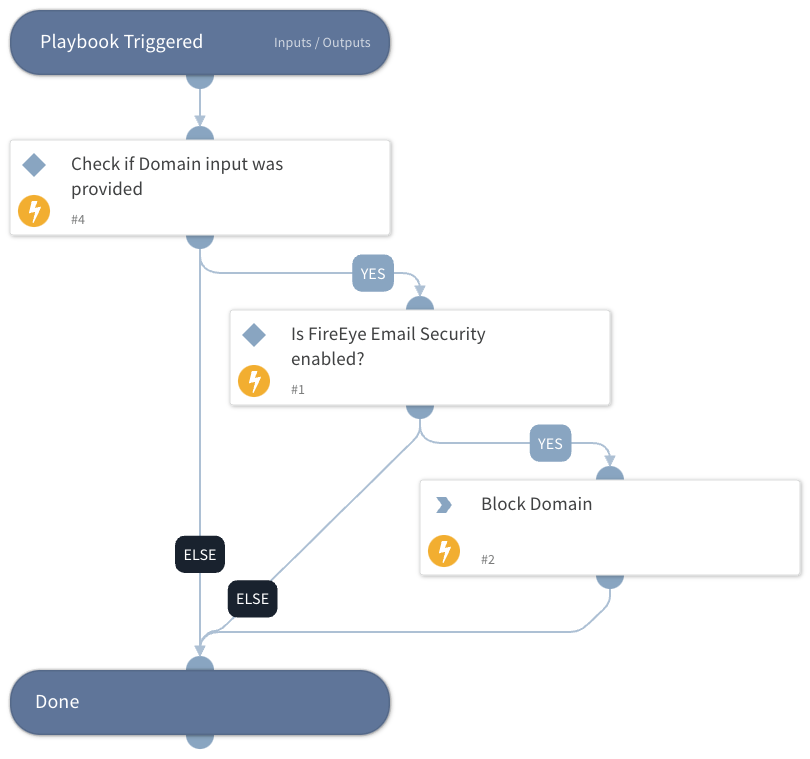 Playbook Triggered
Inputs / Outputs
Check if Domain input was
provided
#4
YES
Is FireEye Email Security
enabled?
#1
YES
Block Domain
#2
ELSE
ELSE
Done